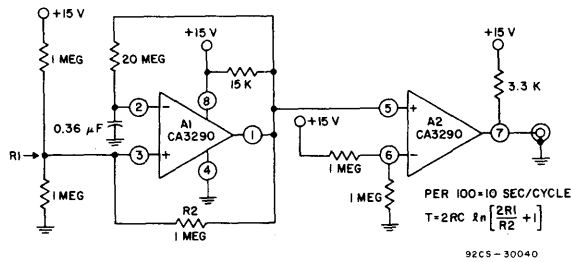 +15 V
+15 V
+15 V
1 MEG
20 MEG
15 K
3.3 K
2
8
A1
CA3290
1
0.36 μF
3
4
R1
5
+
A2
CA3290
7
+15 V
6
-
1 MEG
1 MEG
1 MEG
R2
1 MEG
-
+
PER 100=10 SEC/CYCLE
T=2RC ln [2R1/R2 +1]
92CS-30040